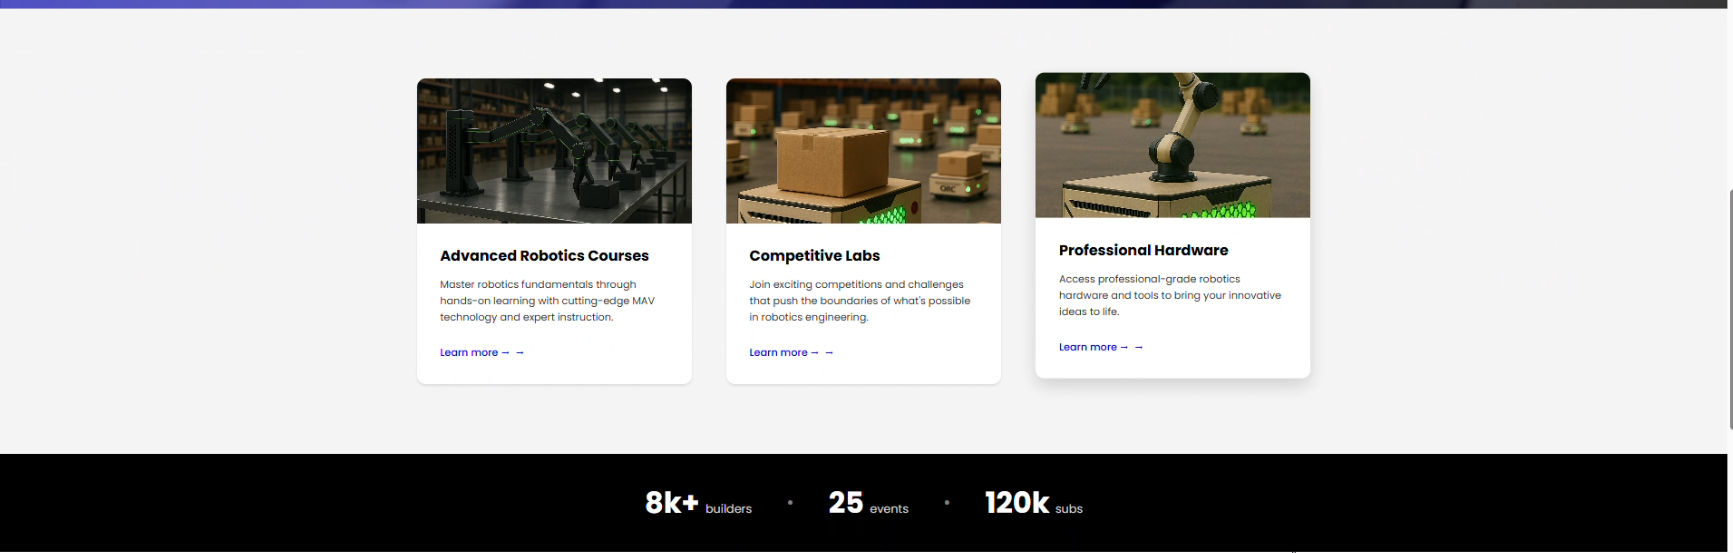 Advanced Robotics Courses
Master robotics fundamentals through
hands-on learning with cutting-edge MAV
technology and expert instruction.
Learn more → →
Competitive Labs
Join exciting competitions and challenges
that push the boundaries of what's possible
in robotics engineering.
Learn more → →
Professional Hardware
Access professional-grade robotics
hardware and tools to bring your innovative
ideas to life.
Learn more → →
8k+ builders • 25 events • 120k subs